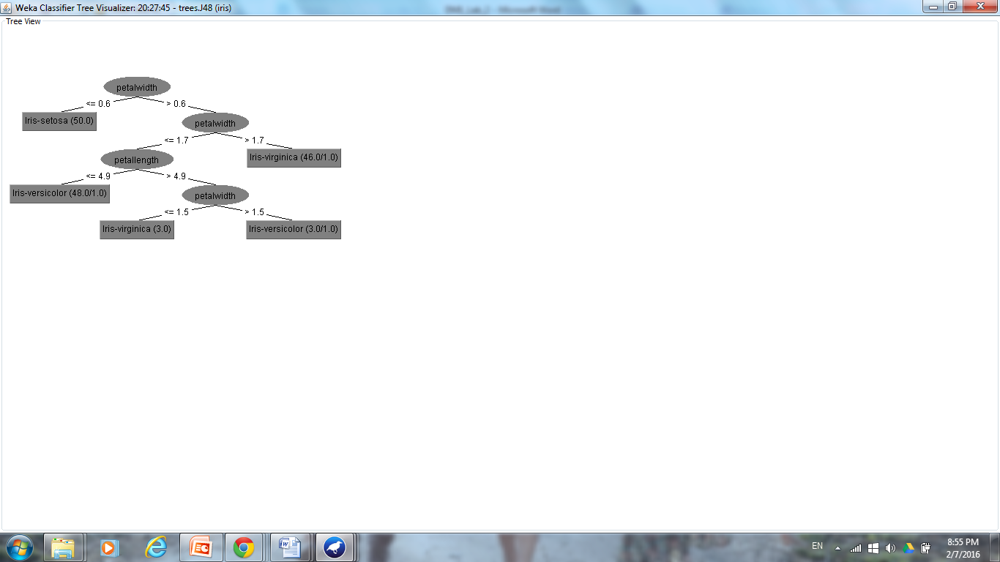 Weka Classifier Tree Visualizer: 20:27:45 - trees.J48 (iris)
Tree View
petalwidth
<= 0.6 > 0.6
Iris-setosa (50.0)
petalwidth
<= 1.7 > 1.7
petallength
Iris-virginica (46.0/1.0)
<= 4.9 > 4.9
Iris-versicolor (48.0/1.0)
petalwidth
<= 1.5 > 1.5
Iris-virginica (3.0)
Iris-versicolor (3.0/1.0)
EN
8:55 PM
2/7/2016